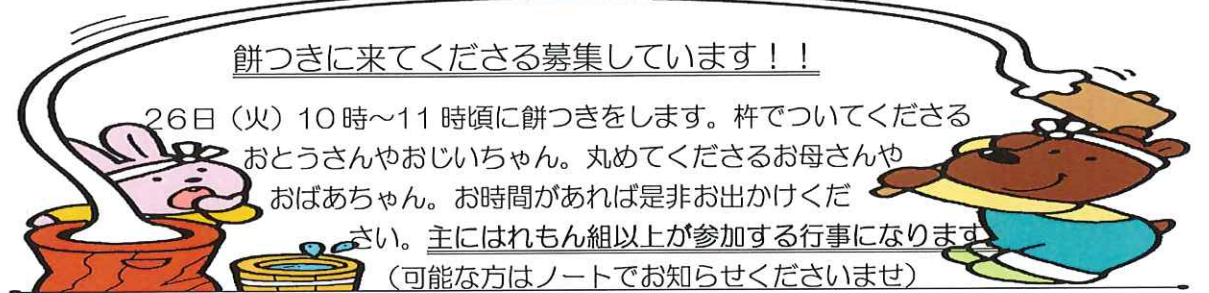 餅つきに来てくださる募集しています！！
26日（火）10時～11時頃に餅つきをします。杵でついてくださる
おとうさんやおじいちゃん。丸めてくださるお母さんや
おばあちゃん。お時間があれば是非お出かけくだ
さい。主にはれもん組以上が参加する行事になります
（可能な方はノートでお知らせくださいませ）